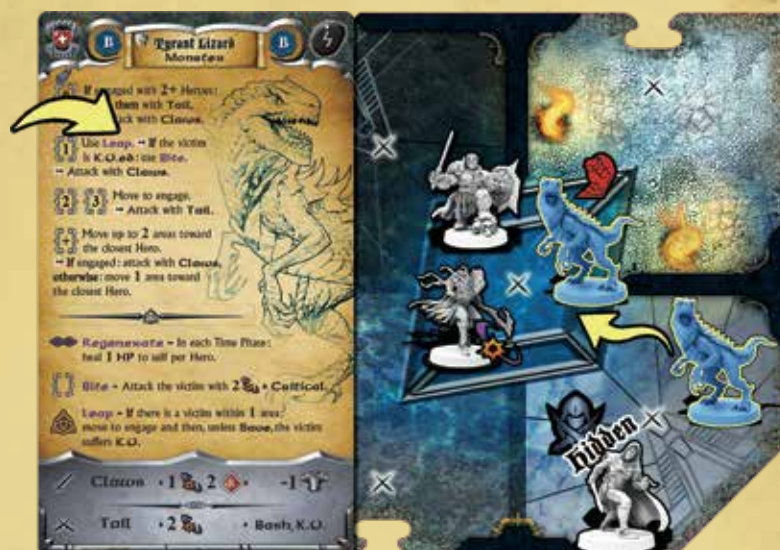 B
Tyrant Lizard
B
Monster
If engaged with 2+ Heroes:
them with Tail.
with Claws.
1 Use Leap. → If the victim
is K.O.ed: use Bite.
→ Attack with Claws.
2 3 Move to engage.
→ Attack with Tail.
+ Move up to 2 areas toward
the closest Hero.
→ If engaged: attack with Claws,
otherwise: move 1 area toward
the closest Hero.
Regenerate – In each Time Phase:
heal 1 HP to self per Hero.
Bite – Attack the victim with 2 + Critical.
Leap – If there is a victim within 1 area:
move to engage and then, unless Save, the victim
suffers K.O.
Claws • 1 2 • -1
Tail • 2 • Bash, K.O.
Hidden